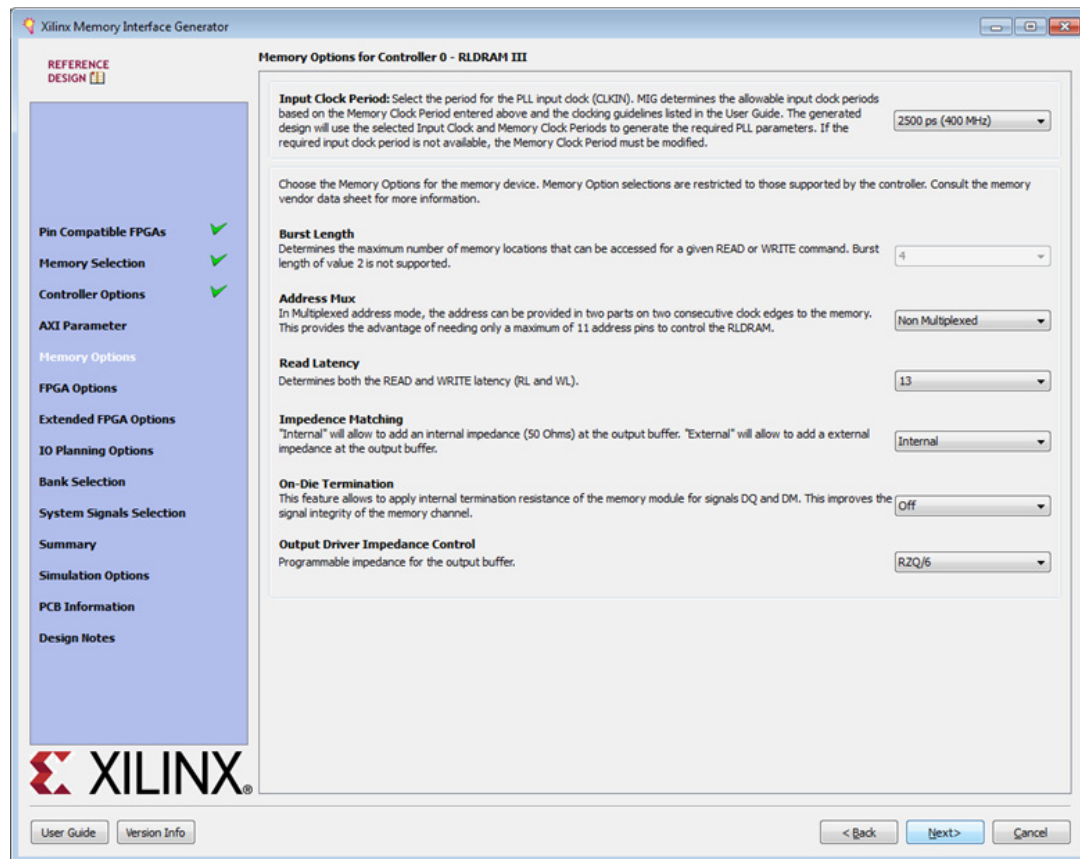 Xilinx Memory Interface Generator
REFERENCE
DESIGN
Pin Compatible FPGAs
Memory Selection
Controller Options
AXI Parameter
Memory Options
FPGA Options
Extended FPGA Options
IO Planning Options
Bank Selection
System Signals Selection
Summary
Simulation Options
PCB Information
Design Notes
XILINX®
Memory Options for Controller 0 - RLDRAM III
Input Clock Period: Select the period for the PLL input clock (CLKIN). MIG determines the allowable input clock periods
based on the Memory Clock Period entered above and the clocking guidelines listed in the User Guide. The generated
design will use the selected Input Clock and Memory Clock Periods to generate the required PLL parameters. If the
required input clock period is not available, the Memory Clock Period must be modified.
2500 ps (400 MHz)
Choose the Memory Options for the memory device. Memory Option selections are restricted to those supported by the controller. Consult the memory
vendor data sheet for more information.
Burst Length
Determines the maximum number of memory locations that can be accessed for a given READ or WRITE command. Burst
length of value 2 is not supported.
4
Address Mux
In Multiplexed address mode, the address can be provided in two parts on two consecutive clock edges to the memory.
This provides the advantage of needing only a maximum of 11 address pins to control the RLDRAM.
Non Multiplexed
Read Latency
Determines both the READ and WRITE latency (RL and WL).
13
Impedence Matching
"Internal" will allow to add an internal impedance (50 Ohms) at the output buffer. "External" will allow to add a external
impedance at the output buffer.
Internal
On-Die Termination
This feature allows to apply internal termination resistance of the memory module for signals DQ and DM. This improves the
signal integrity of the memory channel.
Off
Output Driver Impedance Control
Programmable impedance for the output buffer.
RZQ/6
User Guide
Version Info
< Back
Next>
Cancel